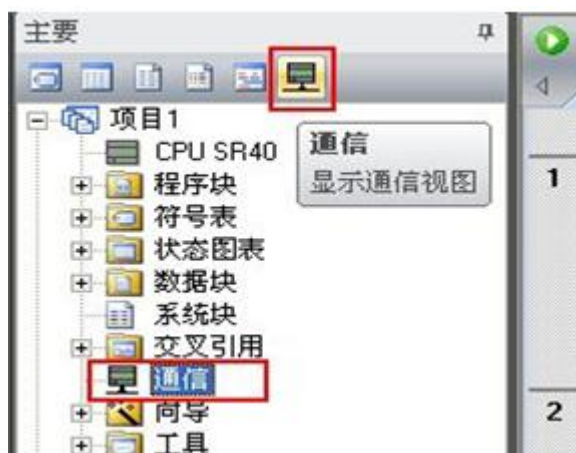 主要
项目1
CPU SR40
通信
显示通信视图
程序块
符号表
状态图表
数据块
系统块
交叉引用
通信
向导
工具
1
2